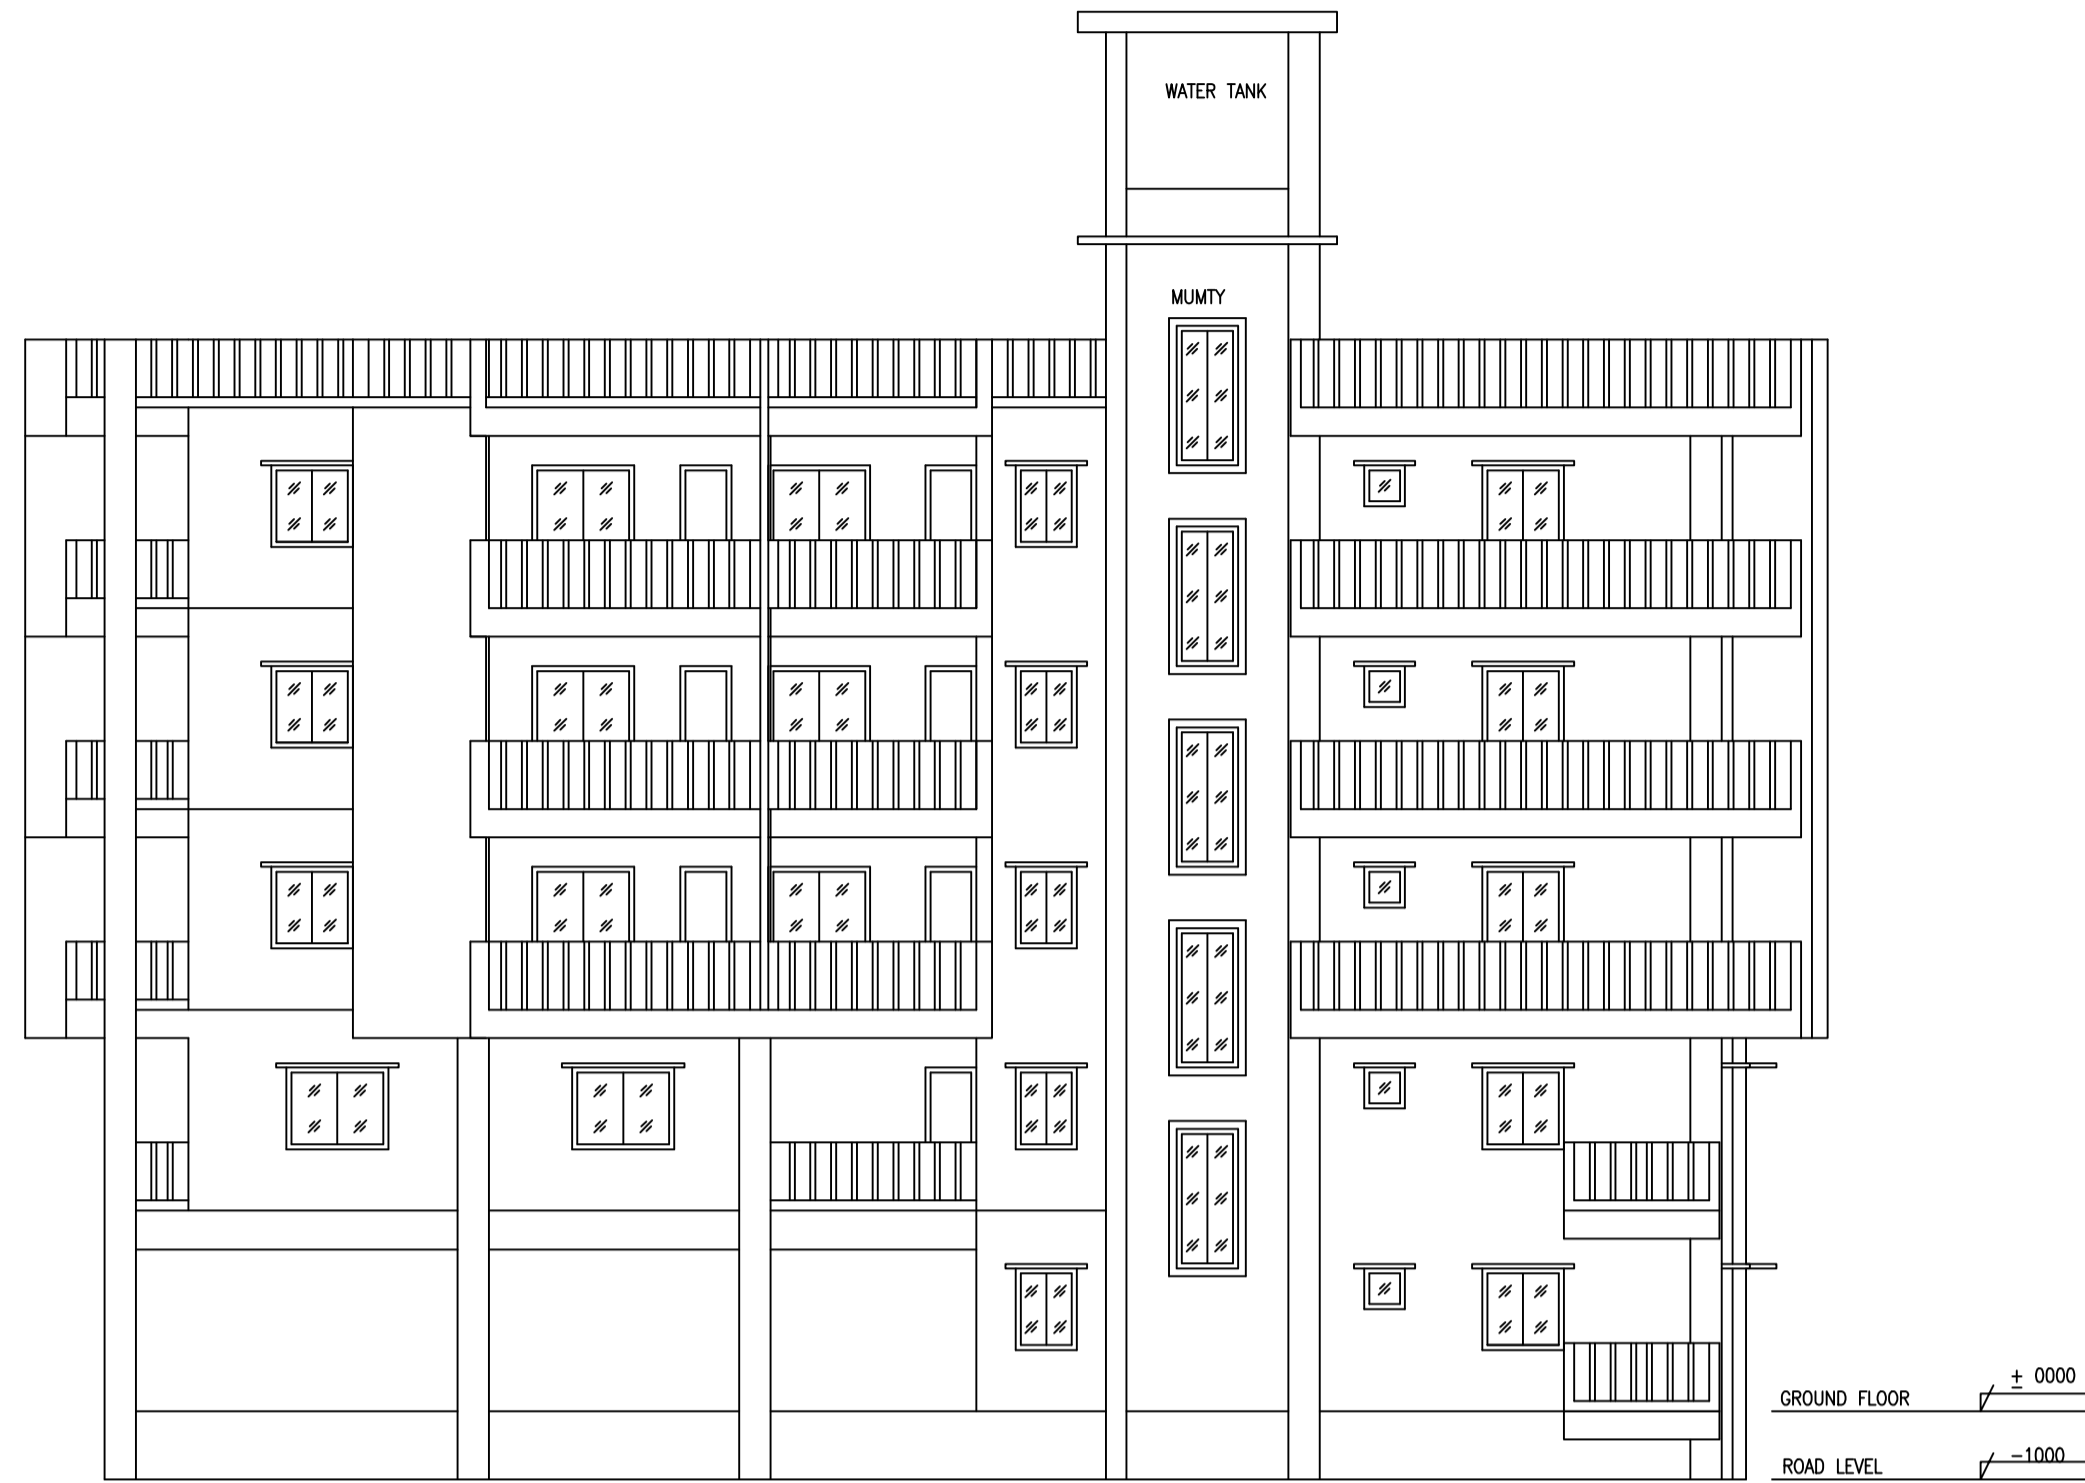 WATER TANK
MUMTY
± 0000
GROUND FLOOR
-1000
ROAD LEVEL